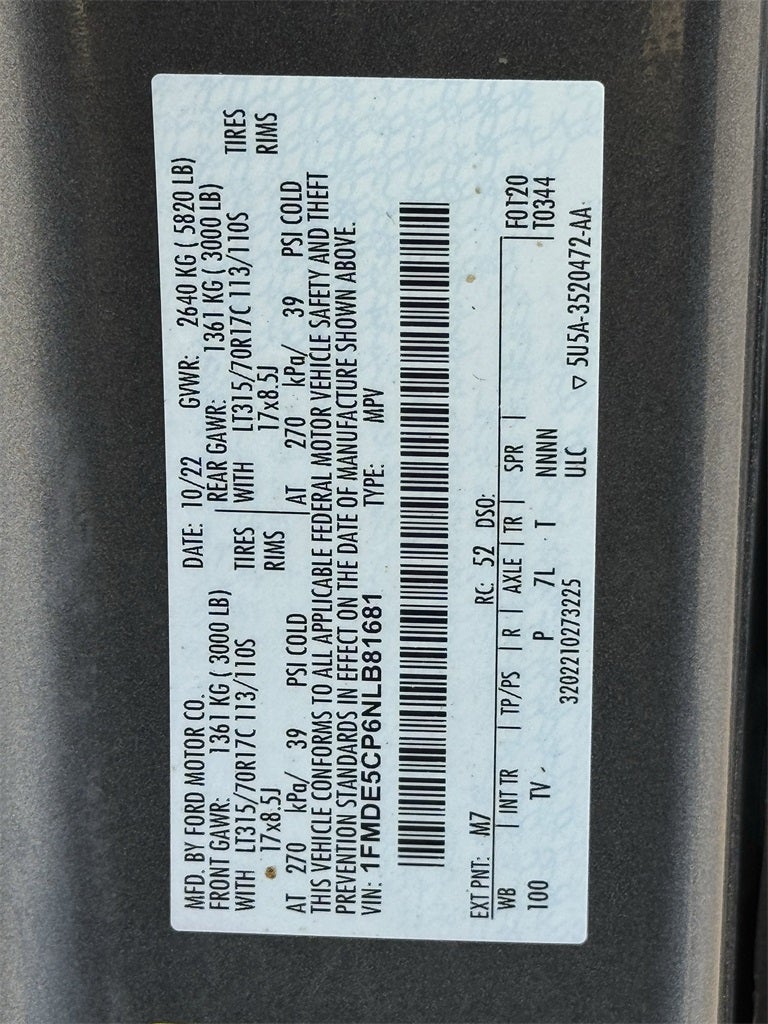 MFD. BY FORD MOTOR CO. DATE: 10/22 GVWR: 2640 KG ( 5820 LB)
FRONT GAWR: 1361 KG ( 3000 LB) REAR GAWR: 1361 KG ( 3000 LB)
WITH LT315/70R17C 113/110S TIRES WITH LT315/70R17C 113/110S TIRES
17x8.5J RIMS 17x8.5J RIMS
AT 270 kPa/ 39 PSI COLD AT 270 kPa/ 39 PSI COLD
THIS VEHICLE CONFORMS TO ALL APPLICABLE FEDERAL MOTOR VEHICLE SAFETY AND THEFT
PREVENTION STANDARDS IN EFFECT ON THE DATE OF MANUFACTURE SHOWN ABOVE.
VIN: 1FMDE5CP6NLB81681 TYPE: MPV
EXT PNT: M7 RC: 52 DSO: F0120
WB INT TR TP/PS R AXLE TR SPR T0344
100 TV P 7L T NNNN
3202210273225 ULC ▽ 5U5A-3520472-AA